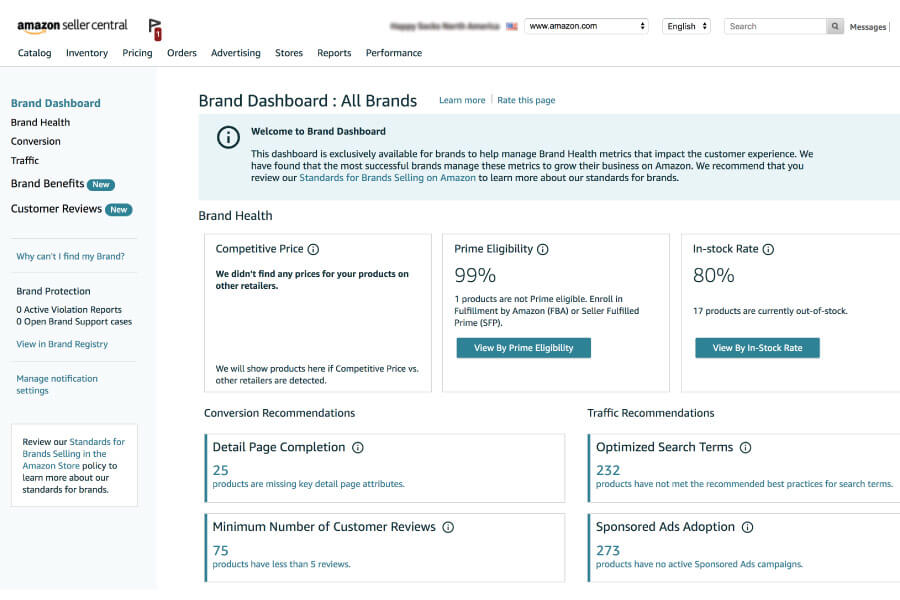 amazon seller central
1
www.amazon.com
English
Search
Messages
Catalog Inventory Pricing Orders Advertising Stores Reports Performance
Brand Dashboard
Brand Health
Conversion
Traffic
Brand Benefits New
Customer Reviews New
Why can't I find my Brand?
Brand Protection
0 Active Violation Reports
0 Open Brand Support cases
View in Brand Registry
Manage notification
settings
Review our Standards for
Brands Selling in the
Amazon Store policy to
learn more about our
standards for brands.
Brand Dashboard : All Brands Learn more Rate this page
Welcome to Brand Dashboard
This dashboard is exclusively available for brands to help manage Brand Health metrics that impact the customer experience. We
have found that the most successful brands manage these metrics to grow their business on Amazon. We recommend that you
review our Standards for Brands Selling on Amazon to learn more about our standards for brands.
Brand Health
Competitive Price
We didn't find any prices for your products on
other retailers.
We will show products here if Competitive Price vs.
other retailers are detected.
Prime Eligibility
99%
1 products are not Prime eligible. Enroll in
Fulfillment by Amazon (FBA) or Seller Fulfilled
Prime (SFP).
View By Prime Eligibility
In-stock Rate
80%
17 products are currently out-of-stock.
View By In-Stock Rate
Conversion Recommendations
Detail Page Completion
25
products are missing key detail page attributes.
Minimum Number of Customer Reviews
75
products have less than 5 reviews.
Traffic Recommendations
Optimized Search Terms
232
products have not met the recommended best practices for search terms.
Sponsored Ads Adoption
273
products have no active Sponsored Ads campaigns.